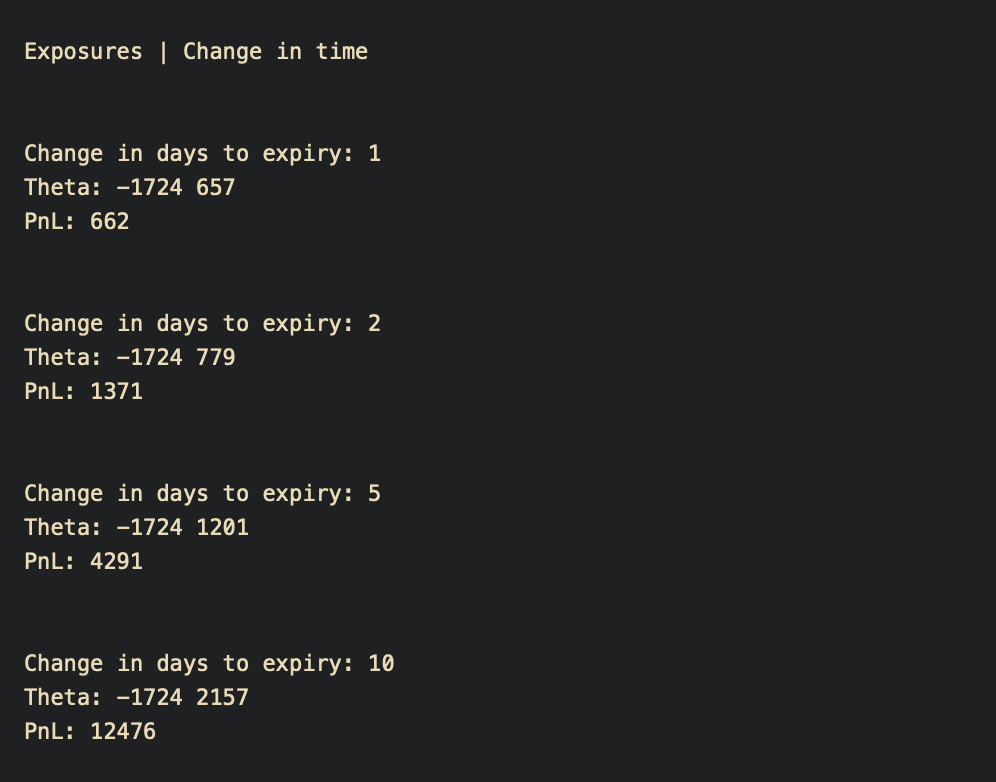 Exposures | Change in time
Change in days to expiry: 1
Theta: -1724 657
PnL: 662
Change in days to expiry: 2
Theta: -1724 779
PnL: 1371
Change in days to expiry: 5
Theta: -1724 1201
PnL: 4291
Change in days to expiry: 10
Theta: -1724 2157
PnL: 12476